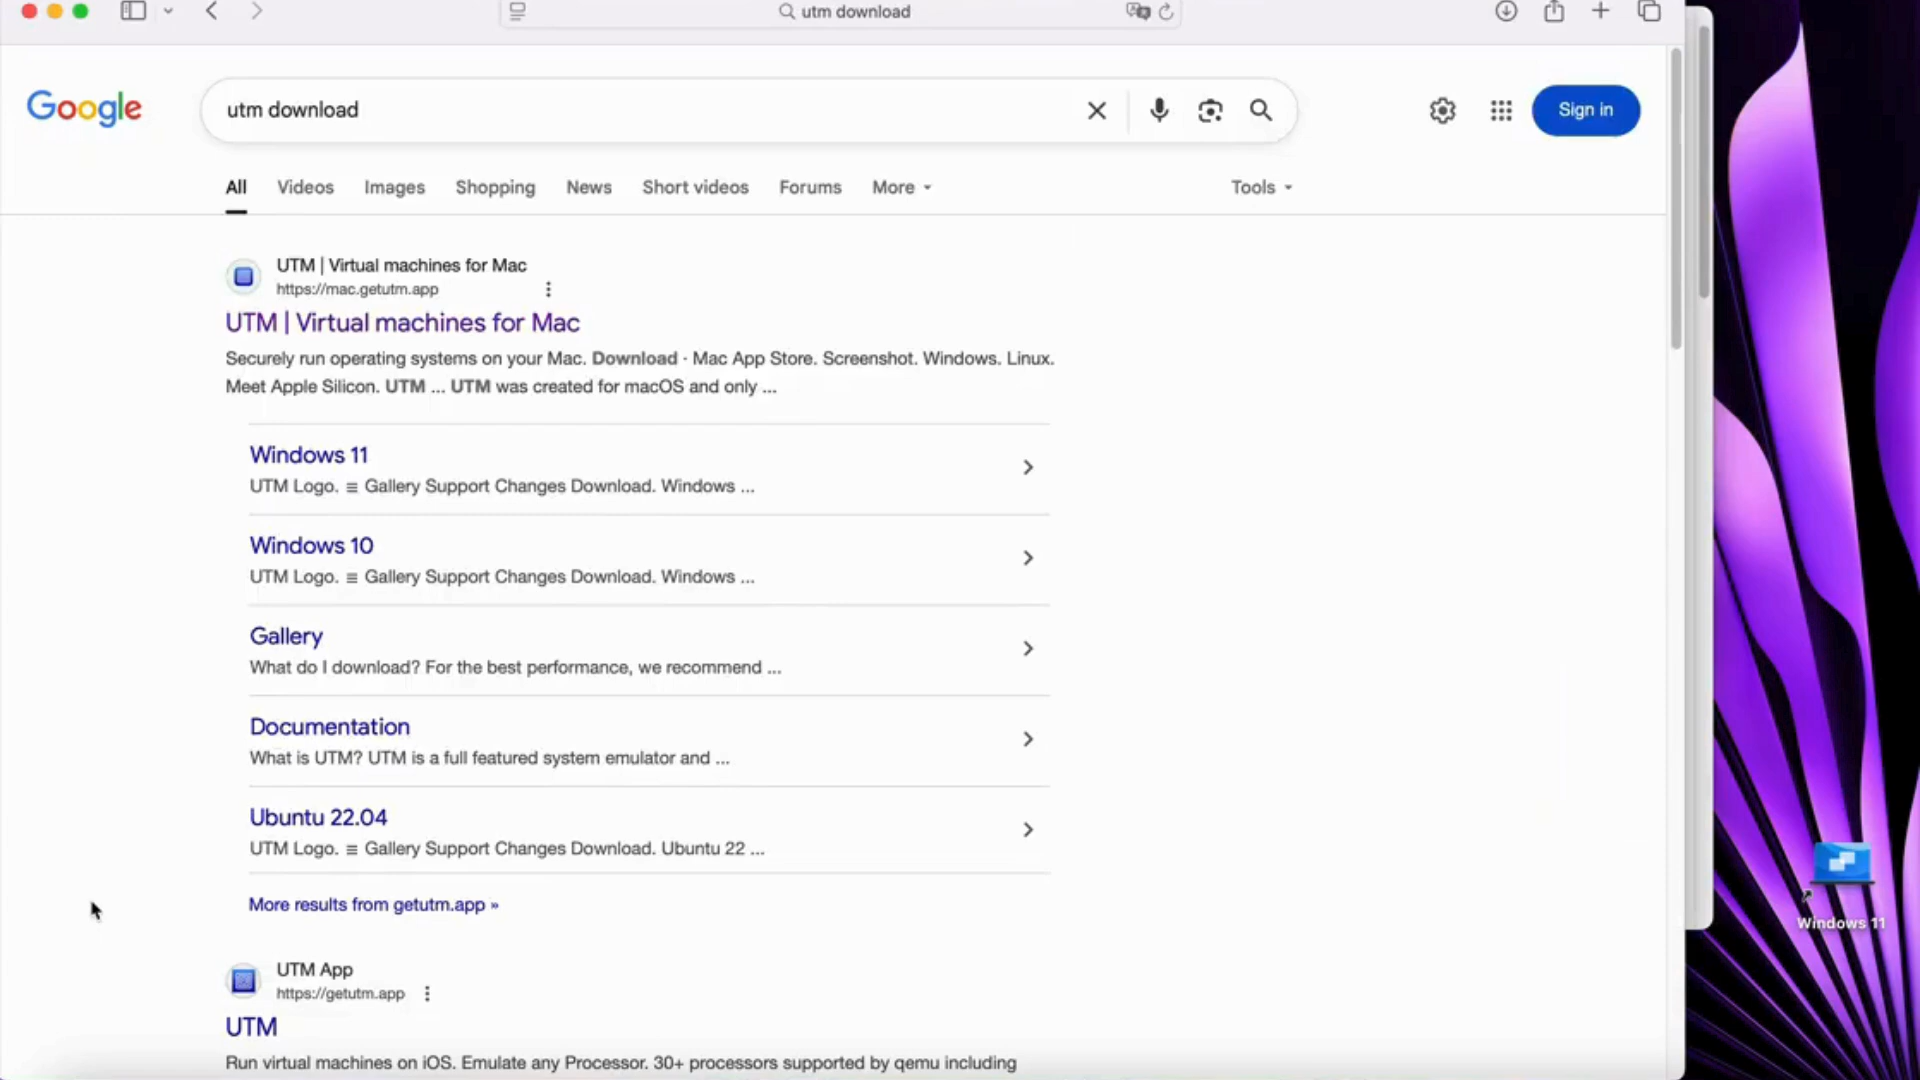 utm download
Google
utm download
Sign in
All
Videos
Images
Shopping
News
Short videos
Forums
More
Tools
UTM | Virtual machines for Mac
https://mac.getutm.app
UTM | Virtual machines for Mac
Securely run operating systems on your Mac. Download · Mac App Store. Screenshot. Windows. Linux.
Meet Apple Silicon. UTM ... UTM was created for macOS and only ...
Windows 11
UTM Logo. ≡ Gallery Support Changes Download. Windows ...
Windows 10
UTM Logo. ≡ Gallery Support Changes Download. Windows ...
Gallery
What do I download? For the best performance, we recommend ...
Documentation
What is UTM? UTM is a full featured system emulator and ...
Ubuntu 22.04
UTM Logo. ≡ Gallery Support Changes Download. Ubuntu 22 ...
More results from getutm.app »
Windows 11
UTM App
https://getutm.app
UTM
Run virtual machines on iOS. Emulate any Processor. 30+ processors supported by qemu including